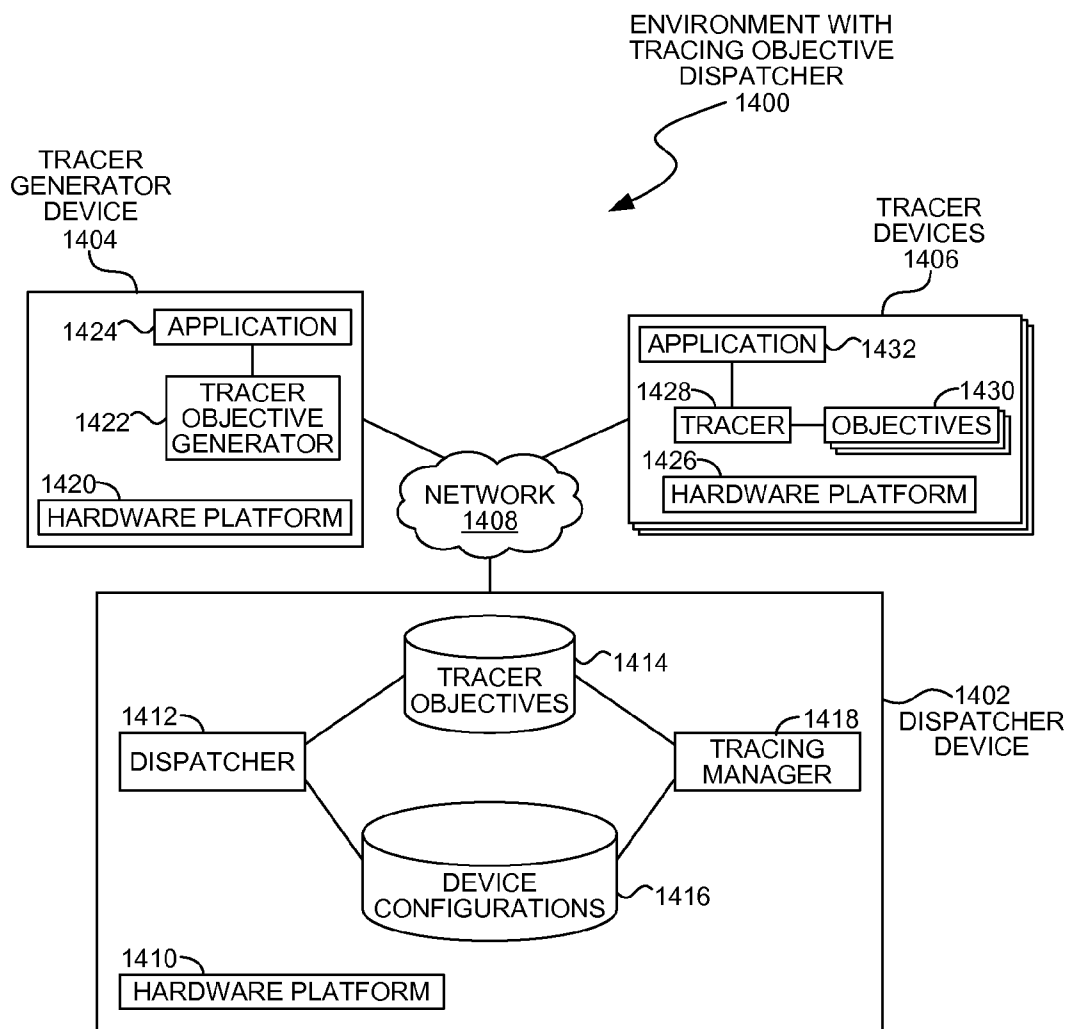 ENVIRONMENT WITH
TRACING OBJECTIVE
DISPATCHER
1400
TRACER
GENERATOR
DEVICE
1404
TRACER
DEVICES
1406
1424
APPLICATION
1422
TRACER
OBJECTIVE
GENERATOR
1420
HARDWARE PLATFORM
APPLICATION
1432
1428
TRACER
1430
OBJECTIVES
1426
HARDWARE PLATFORM
NETWORK
1408
TRACER
OBJECTIVES
1414
1412
DISPATCHER
1418
TRACING
MANAGER
1402
DISPATCHER
DEVICE
DEVICE
CONFIGURATIONS
1416
1410
HARDWARE PLATFORM